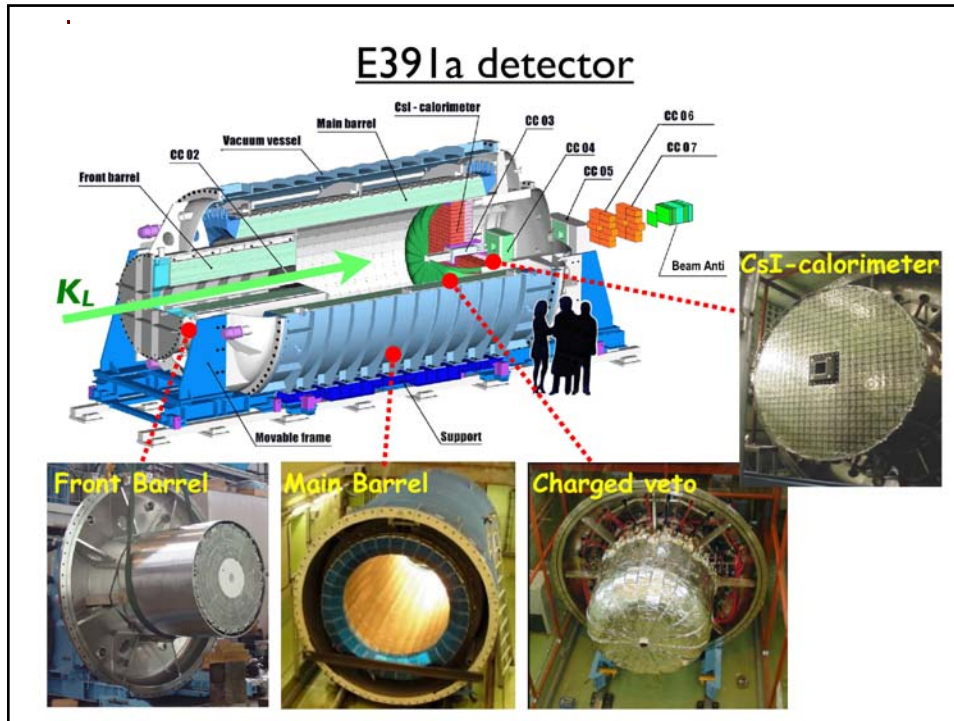 E391a detector
CsI - calorimeter
Main barrel
CC 03
CC 06
Vacuum vessel
CC 04
CC 07
CC 02
CC 05
Front barrel
Beam Anti
CsI-calorimeter
KL
Movable frame
Support
Front Barrel
Main Barrel
Charged veto